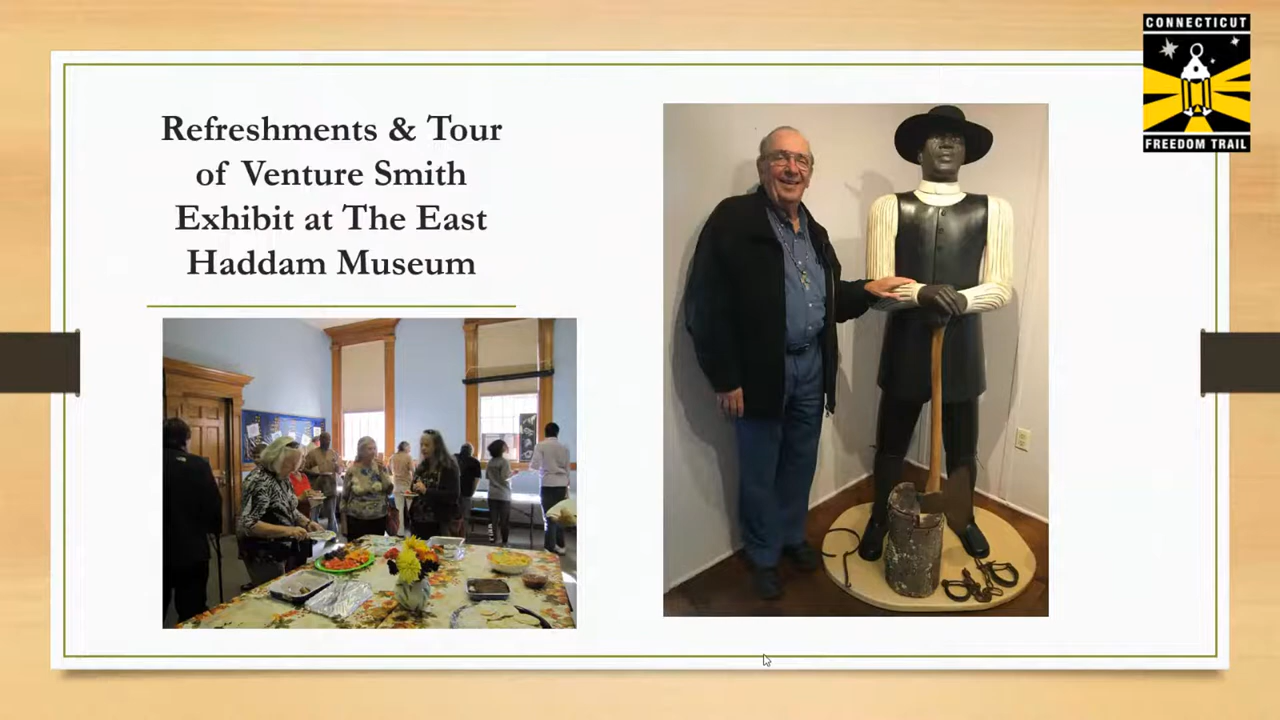 CONNECTICUT
FREEDOM TRAIL
Refreshments & Tour
of Venture Smith
Exhibit at The East
Haddam Museum